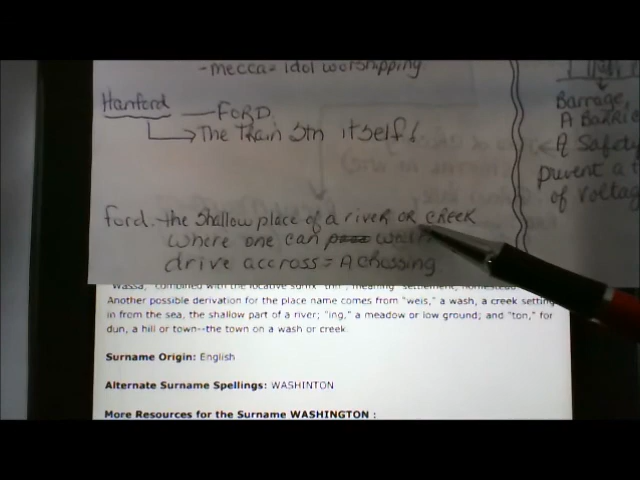 -mecca= idol worshipping
Hanford — FORD
The Train Stn itself!
Barrage,
A Barrie
A Safety
prevent a
of voltag
ford - the shallow place of a river or creek
where one can
drive accross = A Crossing
settlement, homestead
Another possible derivation for the place name comes from "weis," a wash, a creek setting
in from the sea, the shallow part of a river; "ing," a meadow or low ground; and "ton," for
dun, a hill or town--the town on a wash or creek.
Surname Origin: English
Alternate Surname Spellings: WASHINTON
More Resources for the Surname WASHINGTON :